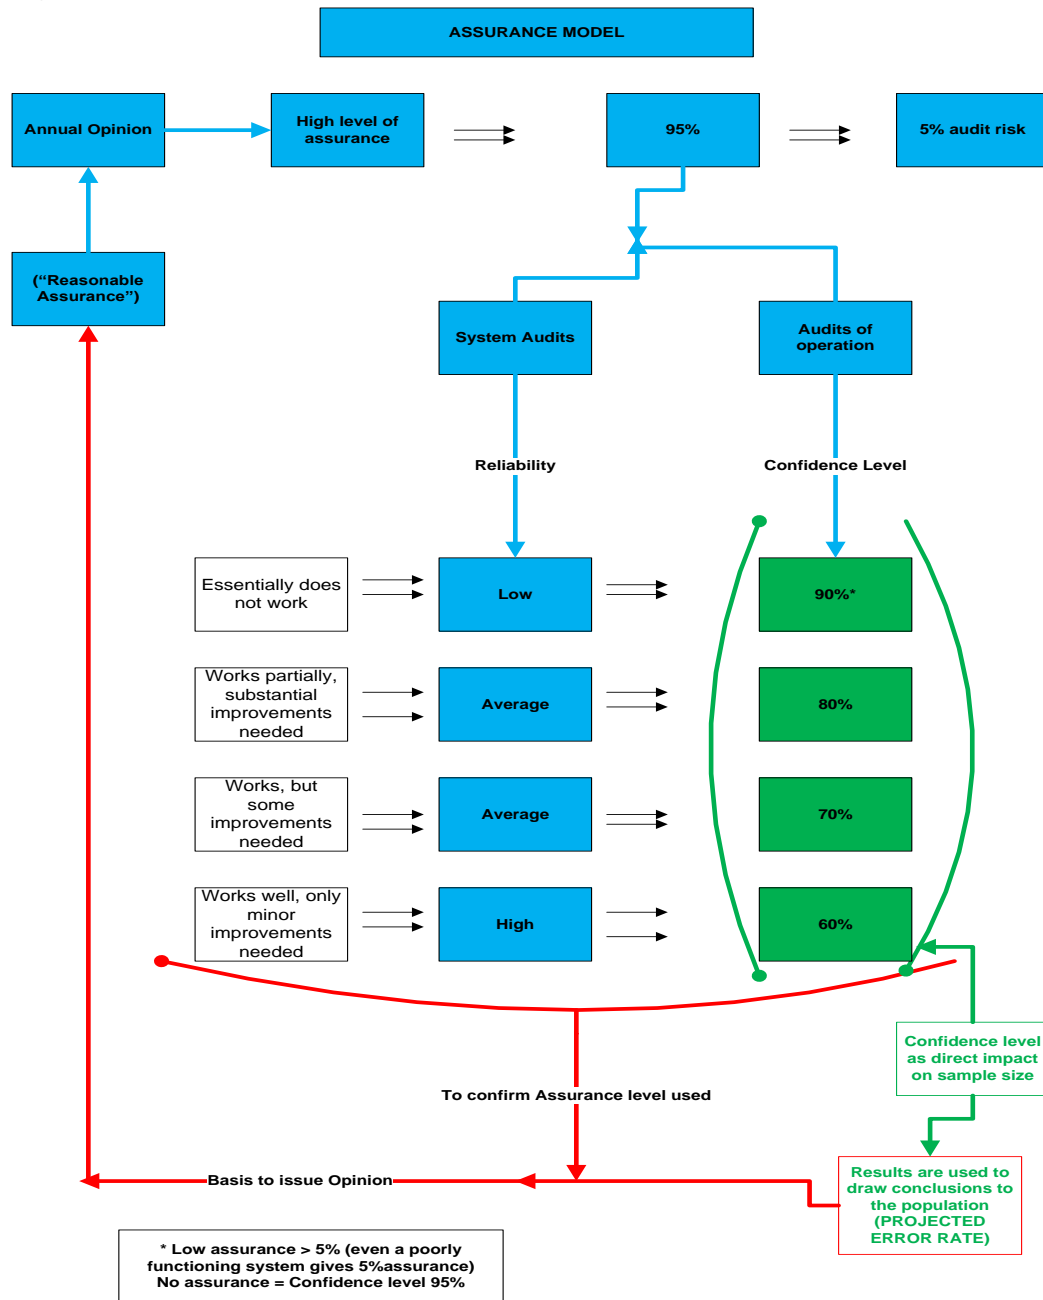 ASSURANCE MODEL
Annual Opinion
High level of
assurance
95%
5% audit risk
("Reasonable
Assurance")
System Audits
Audits of
operation
Reliability
Confidence Level
Essentially does
not work
Low
90%*
Works partially,
substantial
improvements
needed
Average
80%
Works, but
some
improvements
needed
Average
70%
Works well, only
minor
improvements
needed
High
60%
Confidence level
as direct impact
on sample size
To confirm Assurance level used
Basis to issue Opinion
Results are used to
draw conclusions to
the population
(PROJECTED
ERROR RATE)
* Low assurance > 5% (even a poorly
functioning system gives 5%assurance)
No assurance = Confidence level 95%